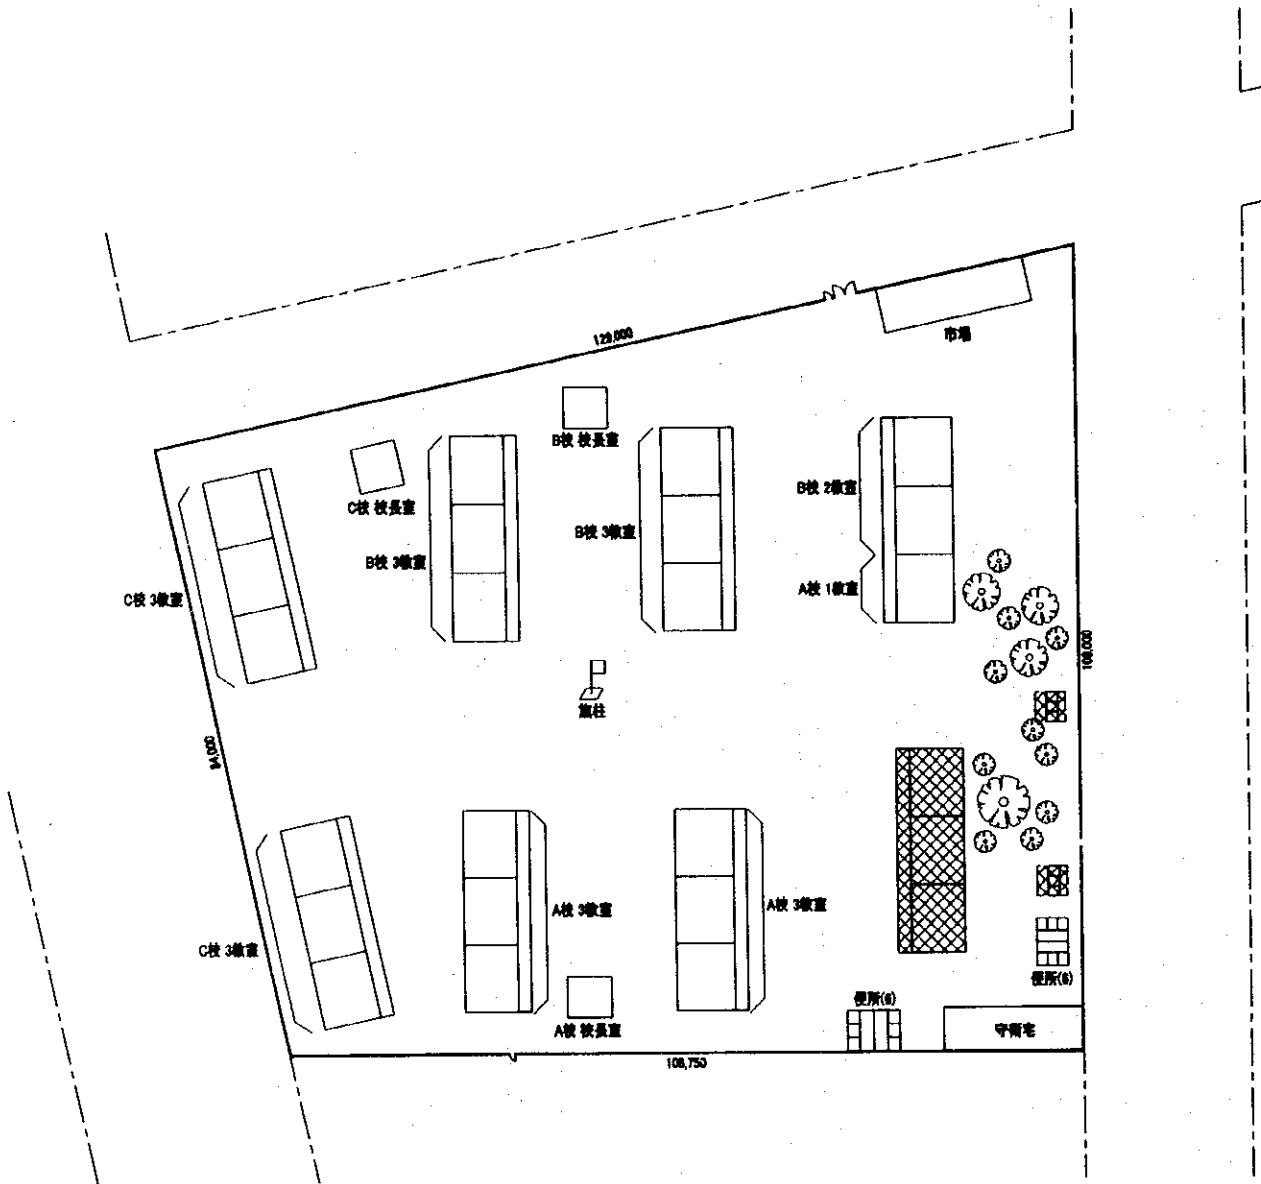 129,000
市場
B校 校長室
C校 校長室
B校 2教室
B校 3教室
B校 3教室
A校 1教室
C校 3教室
108,000
旗柱
84,000
A校 3教室
A校 3教室
C校 3教室
便所(6)
便所(6)
A校 校長室
守衛宅
108,750